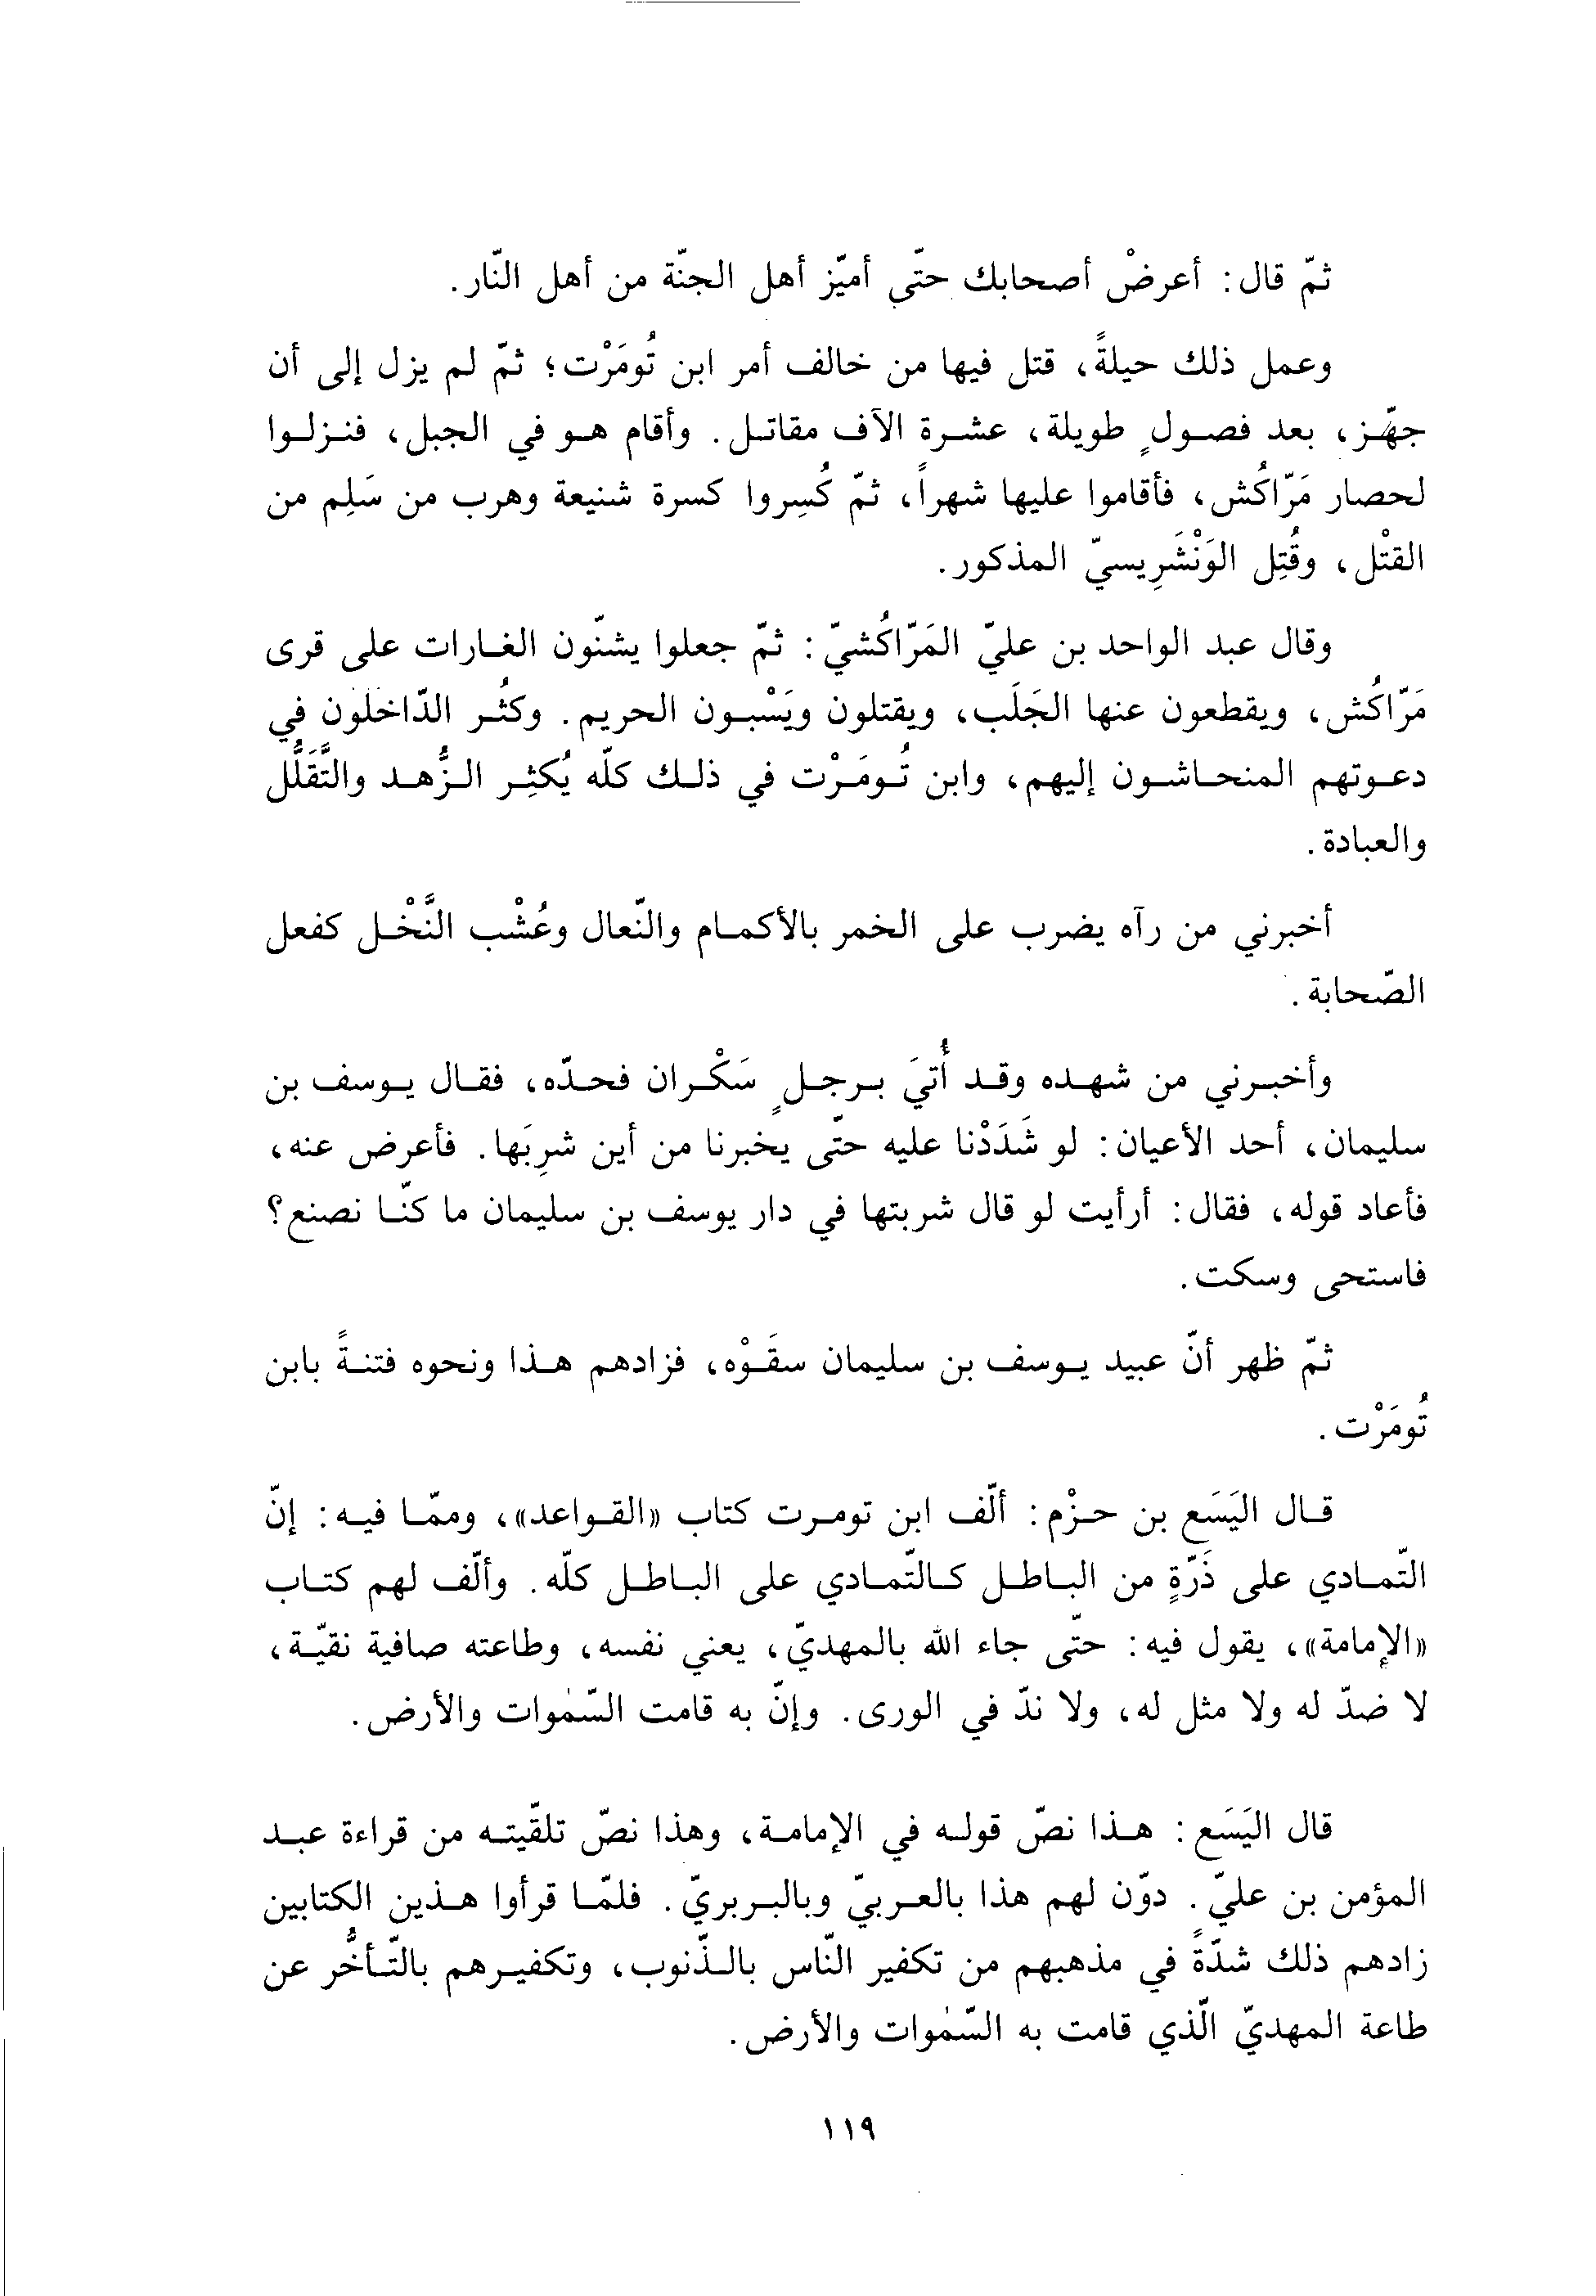 ثمّ قال: أعرضْ أصحابك حتّى أميّز أهل الجنّة من أهل النّار.
وعمل ذلك حيلةً، قتل فيها من خالف أمر ابن تُومَرْت؛ ثمّ لم يزل إلى أن
جهّز، بعد فصولٍ طويلة، عشرة الآف مقاتل. وأقام هو في الجبل، فنزلوا
لحصار مَرّاكُش، فأقاموا عليها شهراً، ثمّ كُسِروا كسرة شنيعة وهرب من سَلِم من
القتْل، وقُتِل الوَنْشَرِيسيّ المذكور.
وقال عبد الواحد بن عليّ المَرّاكُشيّ: ثمّ جعلوا يشنّون الغارات على قرى
مَرّاكُش، ويقطعون عنها الجَلَب، ويقتلون ويَسْبون الحريم. وكثُر الدّاخلون في
دعوتهم المنحاشون إليهم، وابن تُومَرْت في ذلك كلّه يُكثِر الزُّهد والتَّقَلُّل
والعبادة.
أخبرني من رآه يضرب على الخمر بالأكمام والنّعال وعُشْب النَّخْل كفعل
الصّحابة.
وأخبرني من شهده وقد أُتيَ برجلٍ سَكْران فحدّه، فقال يوسف بن
سليمان، أحد الأعيان: لو شَدَدْنا عليه حتّى يخبرنا من أين شرِبَها. فأعرض عنه،
فأعاد قوله، فقال: أرأيت لو قال شربتها في دار يوسف بن سليمان ما كنّا نصنع؟
فاستحى وسكت.
ثمّ ظهر أنّ عبيد يوسف بن سليمان سقَوْه، فزادهم هذا ونحوه فتنةً بابن
تُومَرْت.
قال اليَسَع بن حزْم: ألّف ابن تومرت كتاب «القواعد»، وممّا فيه: إنّ
التّمادي على ذَرّةٍ من الباطل كالتّمادي على الباطل كلّه. وألّف لهم كتاب
«الإمامة»، يقول فيه: حتّى جاء الله بالمهديّ، يعني نفسه، وطاعته صافية نقيّة،
لا ضدّ له ولا مثل له، ولا ندّ في الورى. وإنّ به قامت السّمٰوات والأرض.
قال اليَسَع: هذا نصّ قوله في الإمامة، وهذا نصّ تلقّيته من قراءة عبد
المؤمن بن عليّ. دوّن لهم هذا بالعربيّ وبالبربريّ. فلمّا قرأوا هذين الكتابين
زادهم ذلك شدّةً في مذهبهم من تكفير النّاس بالذّنوب، وتكفيرهم بالتّأخُّر عن
طاعة المهديّ الّذي قامت به السّمٰوات والأرض.
١١٩